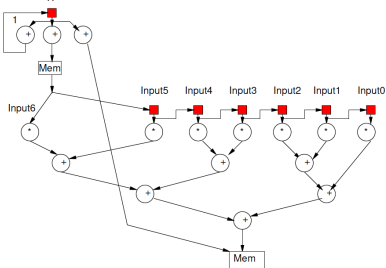 1
+ + +
Mem
Input5 Input4 Input3 Input2 Input1 Input0
Input6
* * * * * * *
+ + +
+ +
+
Mem